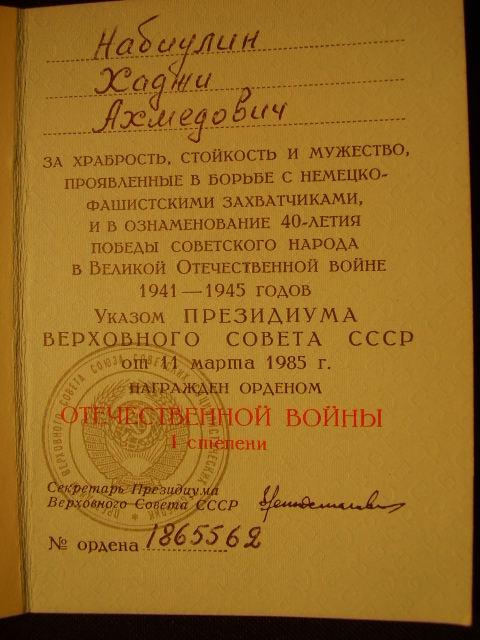 Набиулин
Хаджи
Ахмедович
ЗА ХРАБРОСТЬ, СТОЙКОСТЬ И МУЖЕСТВО,
ПРОЯВЛЕННЫЕ В БОРЬБЕ С НЕМЕЦКО-
ФАШИСТСКИМИ ЗАХВАТЧИКАМИ,
И В ОЗНАМЕНОВАНИЕ 40-ЛЕТИЯ
ПОБЕДЫ СОВЕТСКОГО НАРОДА
В ВЕЛИКОЙ ОТЕЧЕСТВЕННОЙ ВОЙНЕ
1941—1945 ГОДОВ
УКАЗОМ ПРЕЗИДИУМА
ВЕРХОВНОГО СОВЕТА СССР
от 11 марта 1985 г.
НАГРАЖДЕН ОРДЕНОМ
ОТЕЧЕСТВЕННОЙ ВОЙНЫ
I степени
Секретарь Президиума
Верховного Совета СССР
№ ордена 1865562